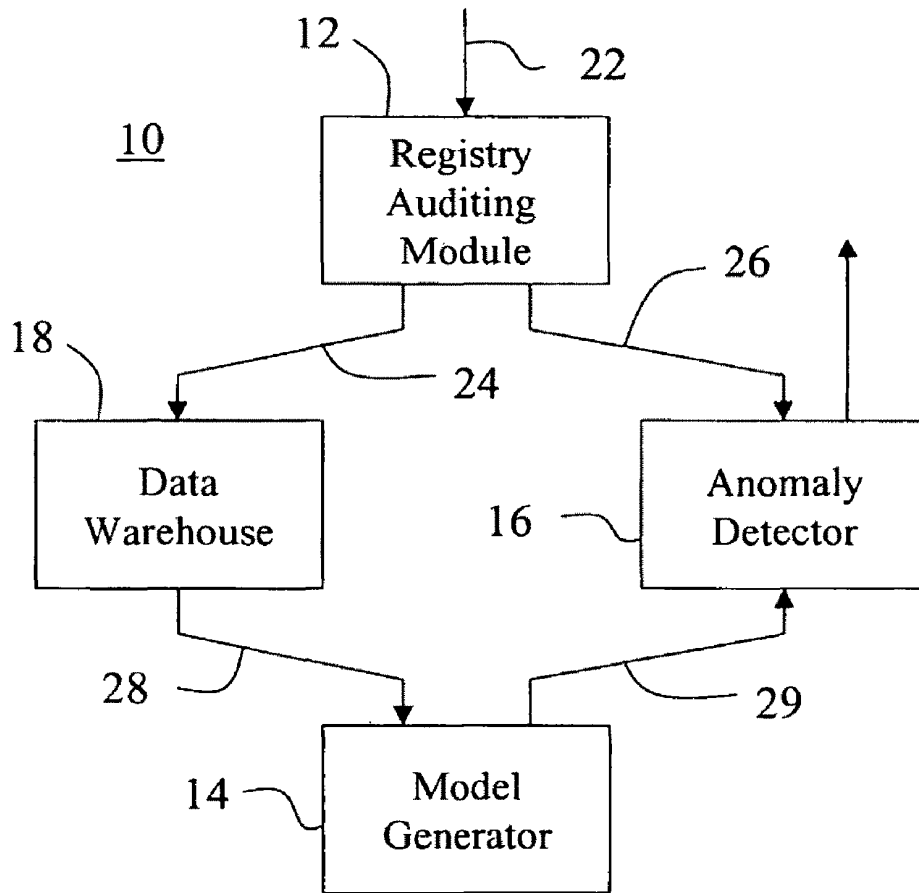 12
22
10
Registry
Auditing
Module
26
18
24
Data
Warehouse
16
Anomaly
Detector
28
29
14
Model
Generator